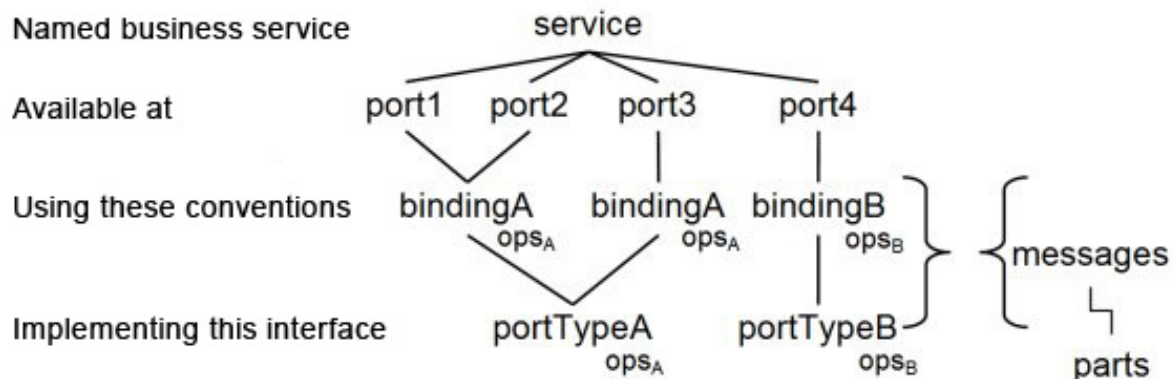 Named business service service
Available at port1 port2 port3 port4
Using these conventions bindingA bindingA bindingB
opsA opsA opsB
messages
Implementing this interface portTypeA portTypeB
opsA opsB
parts